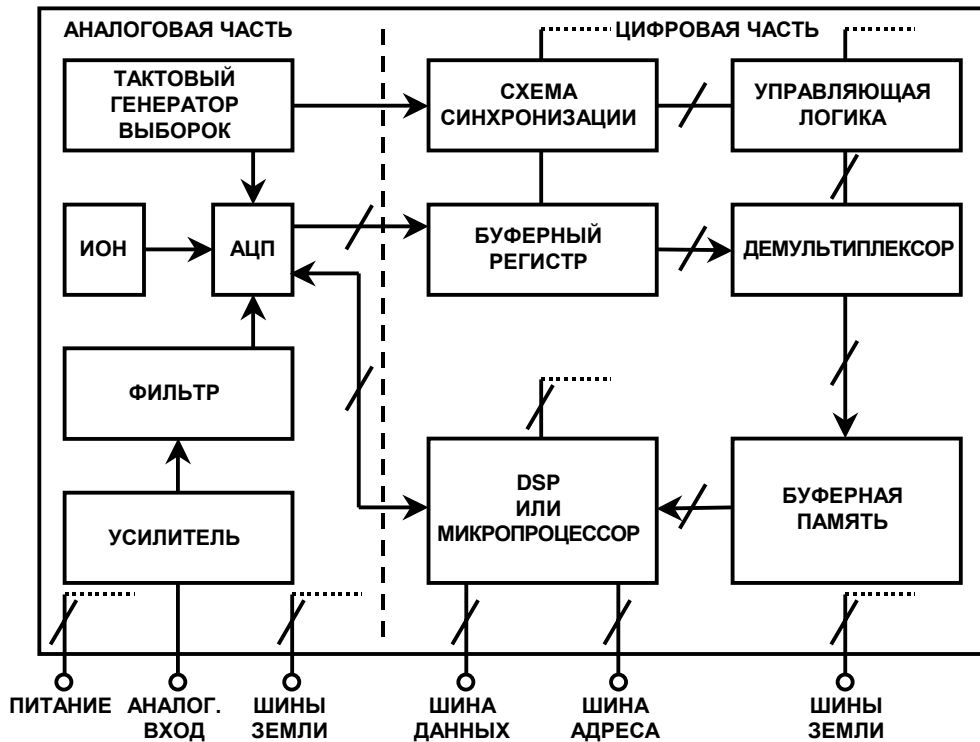 АНАЛОГОВАЯ ЧАСТЬ
ЦИФРОВАЯ ЧАСТЬ
ТАКТОВЫЙ
ГЕНЕРАТОР
ВЫБОРОК
СХЕМА
СИНХРОНИЗАЦИИ
УПРАВЛЯЮЩАЯ
ЛОГИКА
ИОН
АЦП
БУФЕРНЫЙ
РЕГИСТР
ДЕМУЛЬТИПЛЕКСОР
ФИЛЬТР
УСИЛИТЕЛЬ
DSP
ИЛИ
МИКРОПРОЦЕССОР
БУФЕРНАЯ
ПАМЯТЬ
ПИТАНИЕ
АНАЛОГ.
ВХОД
ШИНЫ
ЗЕМЛИ
ШИНА
ДАННЫХ
ШИНА
АДРЕСА
ШИНЫ
ЗЕМЛИ